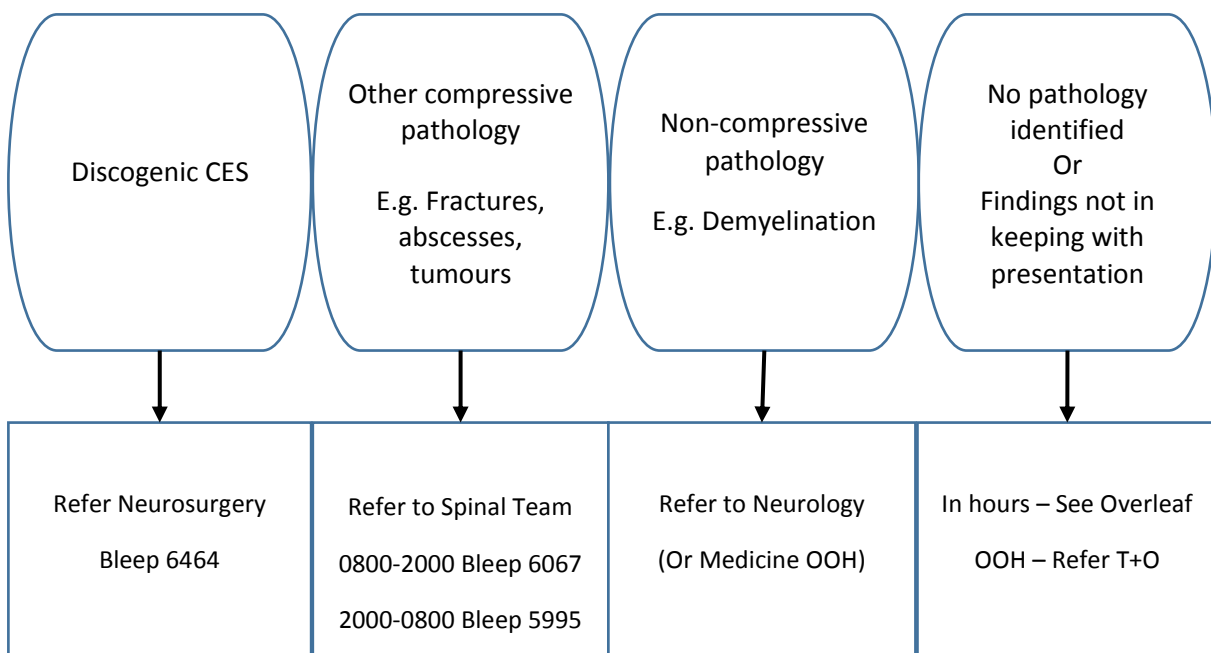 Discogenic CES
Other compressive
pathology
E.g. Fractures,
abscesses,
tumours
Non-compressive
pathology
E.g. Demyelination
No pathology
identified
Or
Findings not in
keeping with
presentation
Refer Neurosurgery
Bleep 6464
Refer to Spinal Team
0800-2000 Bleep 6067
2000-0800 Bleep 5995
Refer to Neurology
(Or Medicine OOH)
In hours – See Overleaf
OOH – Refer T+O